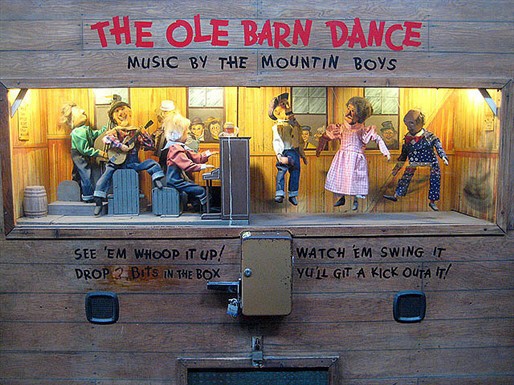 THE OLE BARN DANCE
MUSIC BY THE MOUNTIN BOYS
SEE 'EM WHOOP IT UP!
DROP 2 BITS IN THE BOX
WATCH 'EM SWING IT
YU'LL GIT A KICK OUTA IT!